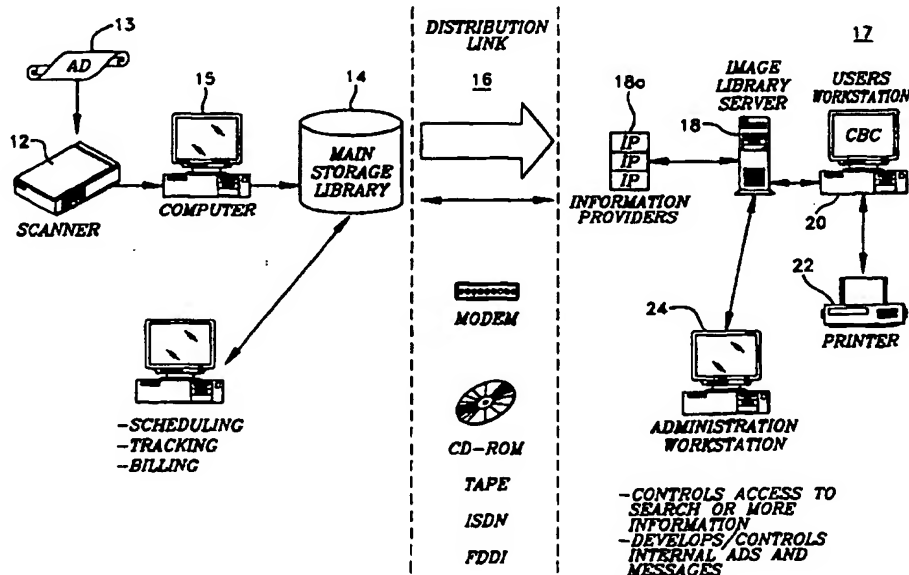 13
AD
12
SCANNER
15
COMPUTER
14
MAIN
STORAGE
LIBRARY
-SCHEDULING
-TRACKING
-BILLING
DISTRIBUTION
LINK
16
MODEM
CD-ROM
TAPE
ISDN
FDDI
17
18a
IP
IP
IP
INFORMATION
PROVIDERS
IMAGE
LIBRARY
SERVER
18
USERS
WORKSTATION
CBC
20
22
PRINTER
24
ADMINISTRATION
WORKSTATION
-CONTROLS ACCESS TO
SEARCH OR MORE
INFORMATION
-DEVELOPS/CONTROLS
INTERNAL ADS AND
MESSAGES